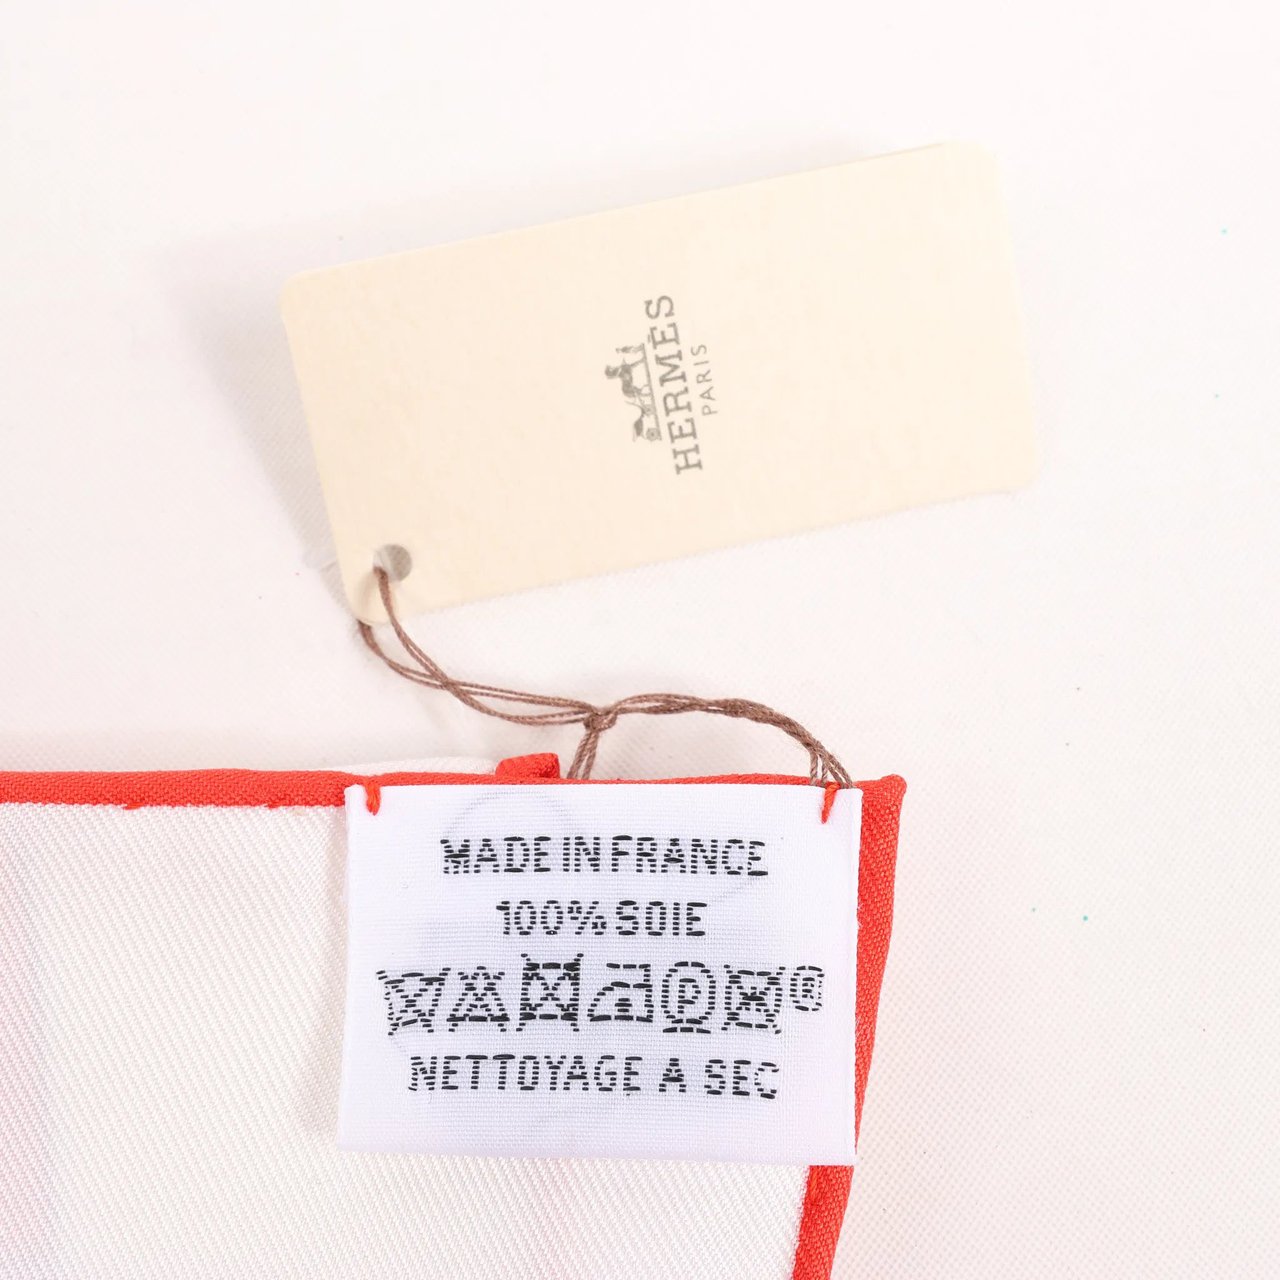 HERMÈS
PARIS
MADE IN FRANCE
100% SOIE
P ®
NETTOYAGE A SEC